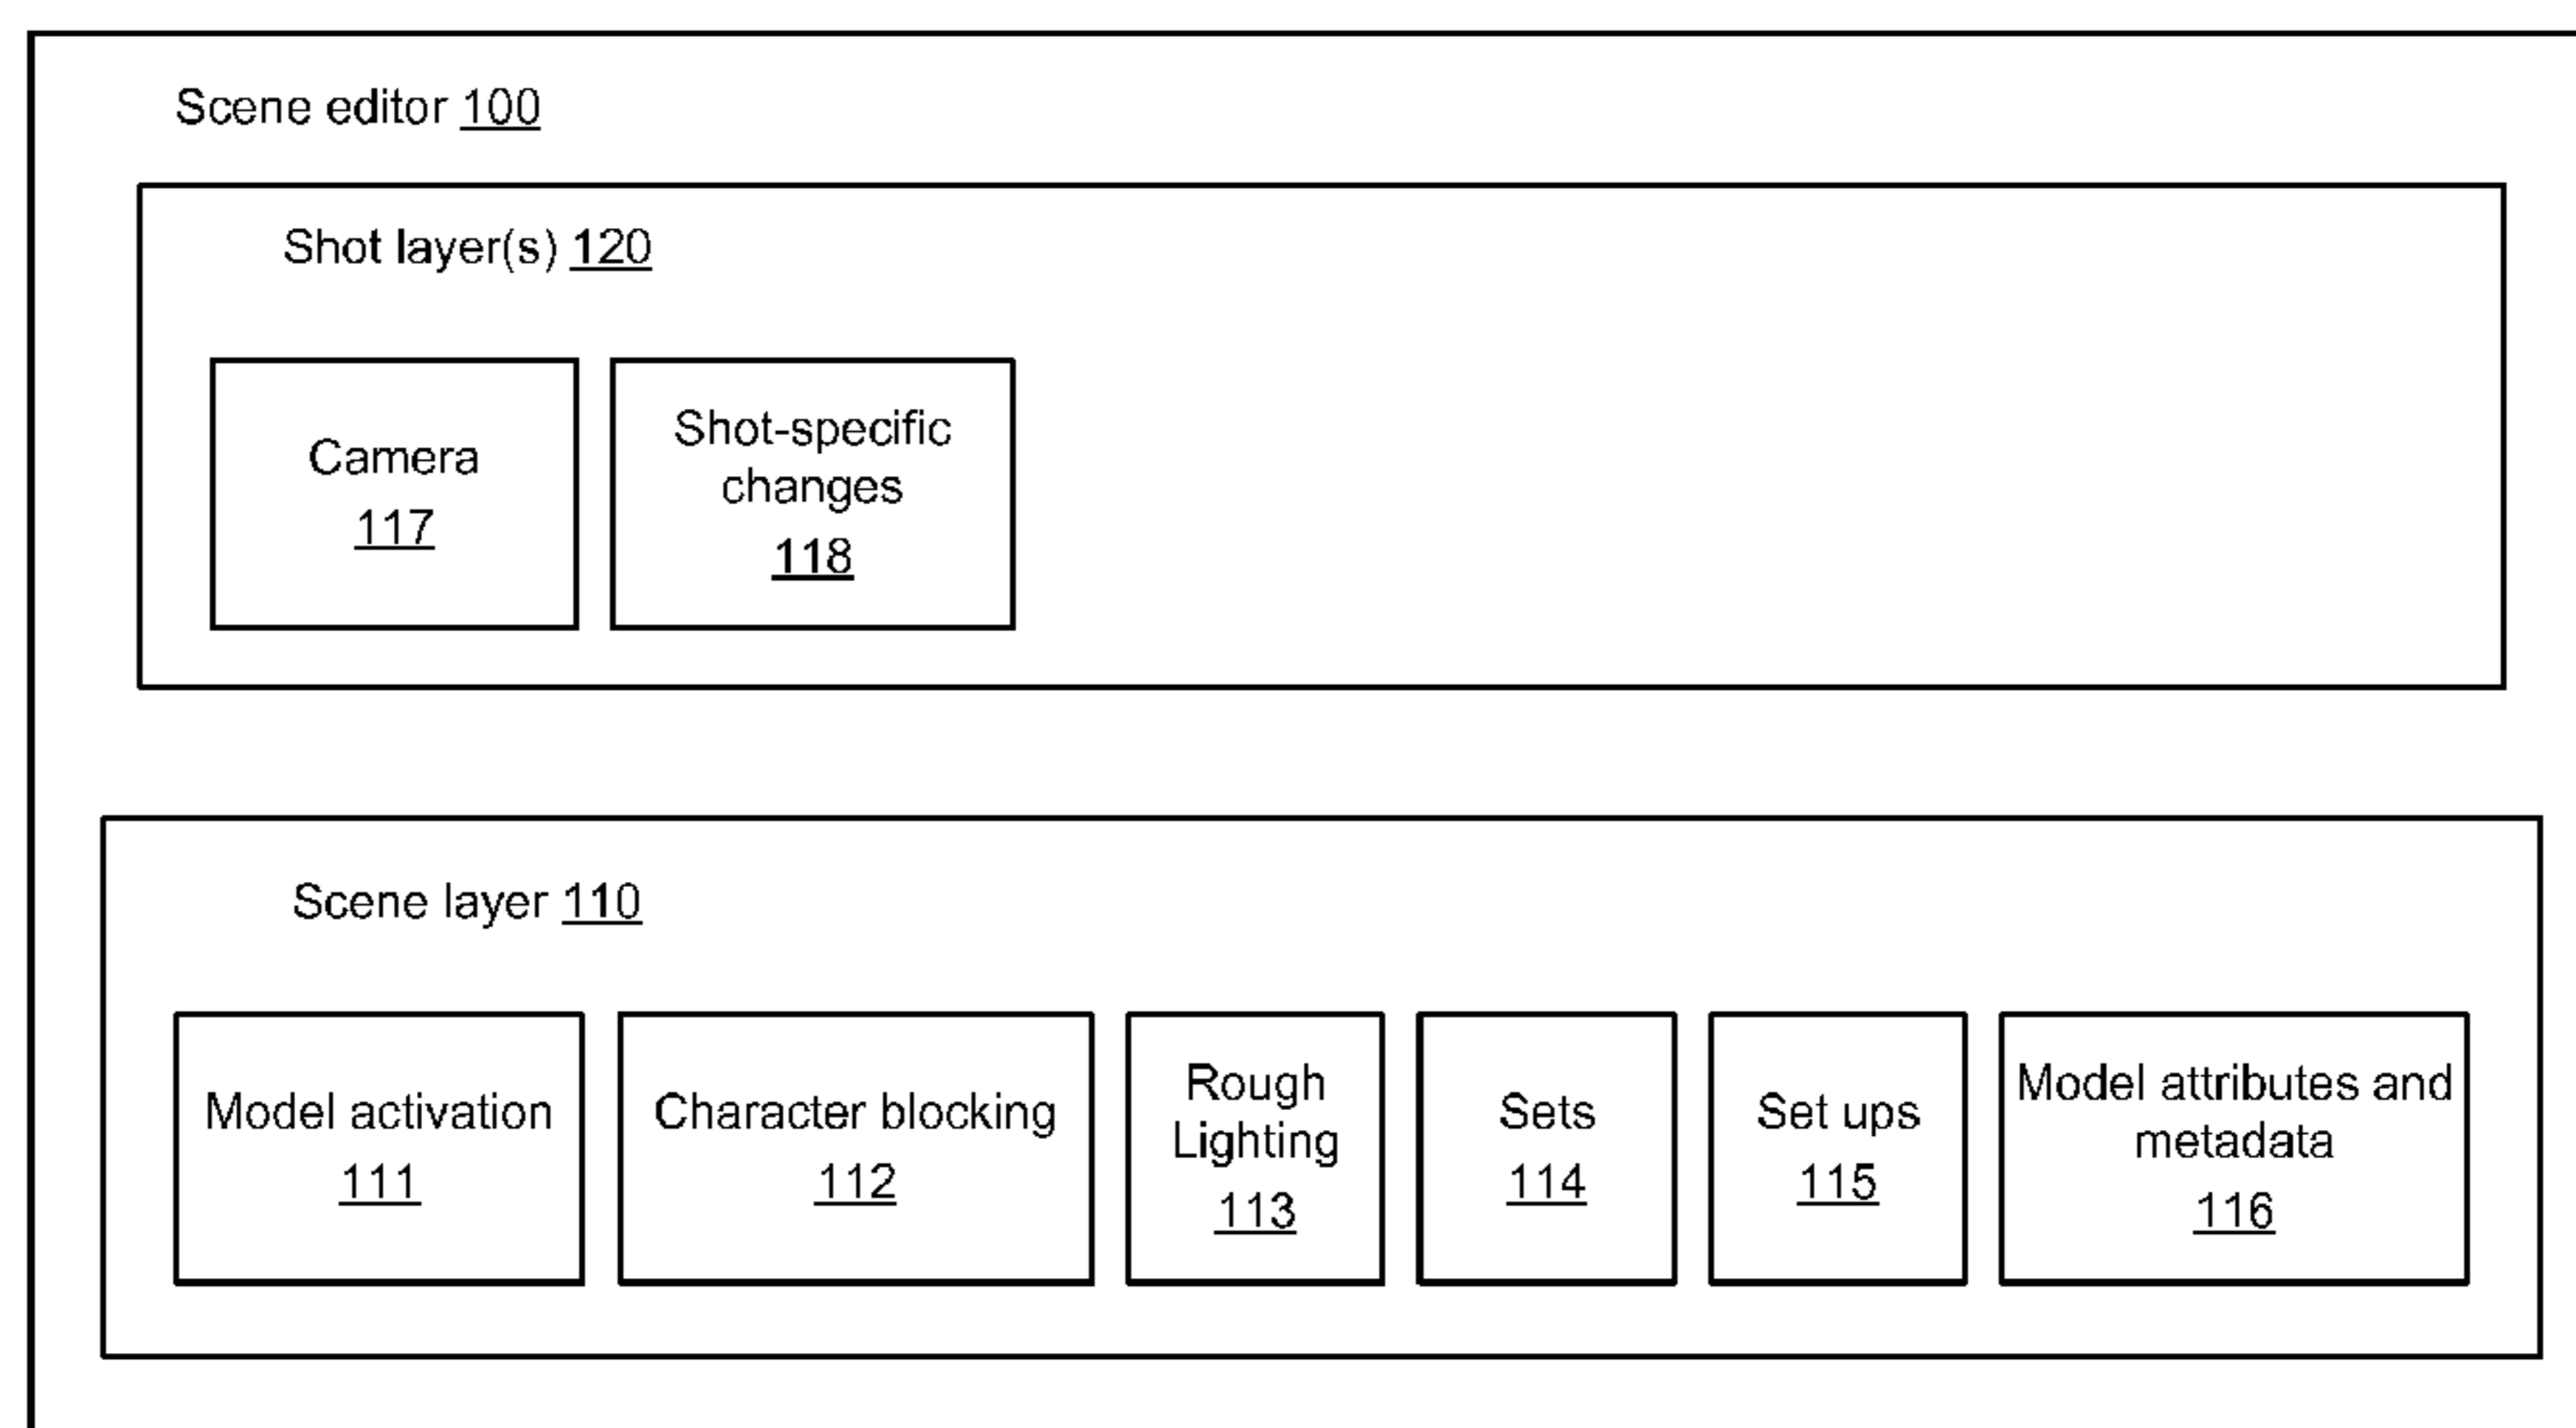 Scene editor 100
Shot layer(s) 120
Camera
117
Shot-specific
changes
118
Scene layer 110
Model activation
111
Character blocking
112
Rough
Lighting
113
Sets
114
Set ups
115
Model attributes and
metadata
116